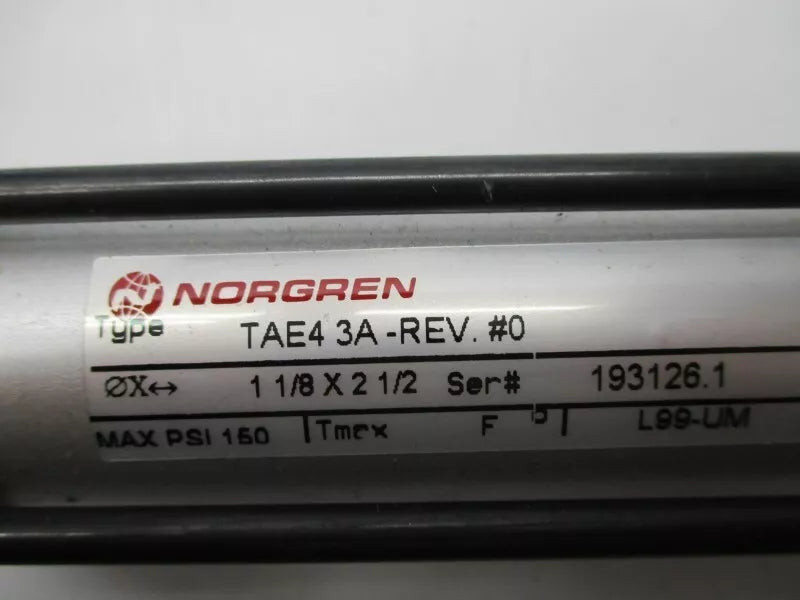 NORGREN
Type TAE4 3A -REV. #0
ØX↔ 1 1/8 X 2 1/2 Ser# 193126.1
MAX PSI 150 Tmax F L99-UM